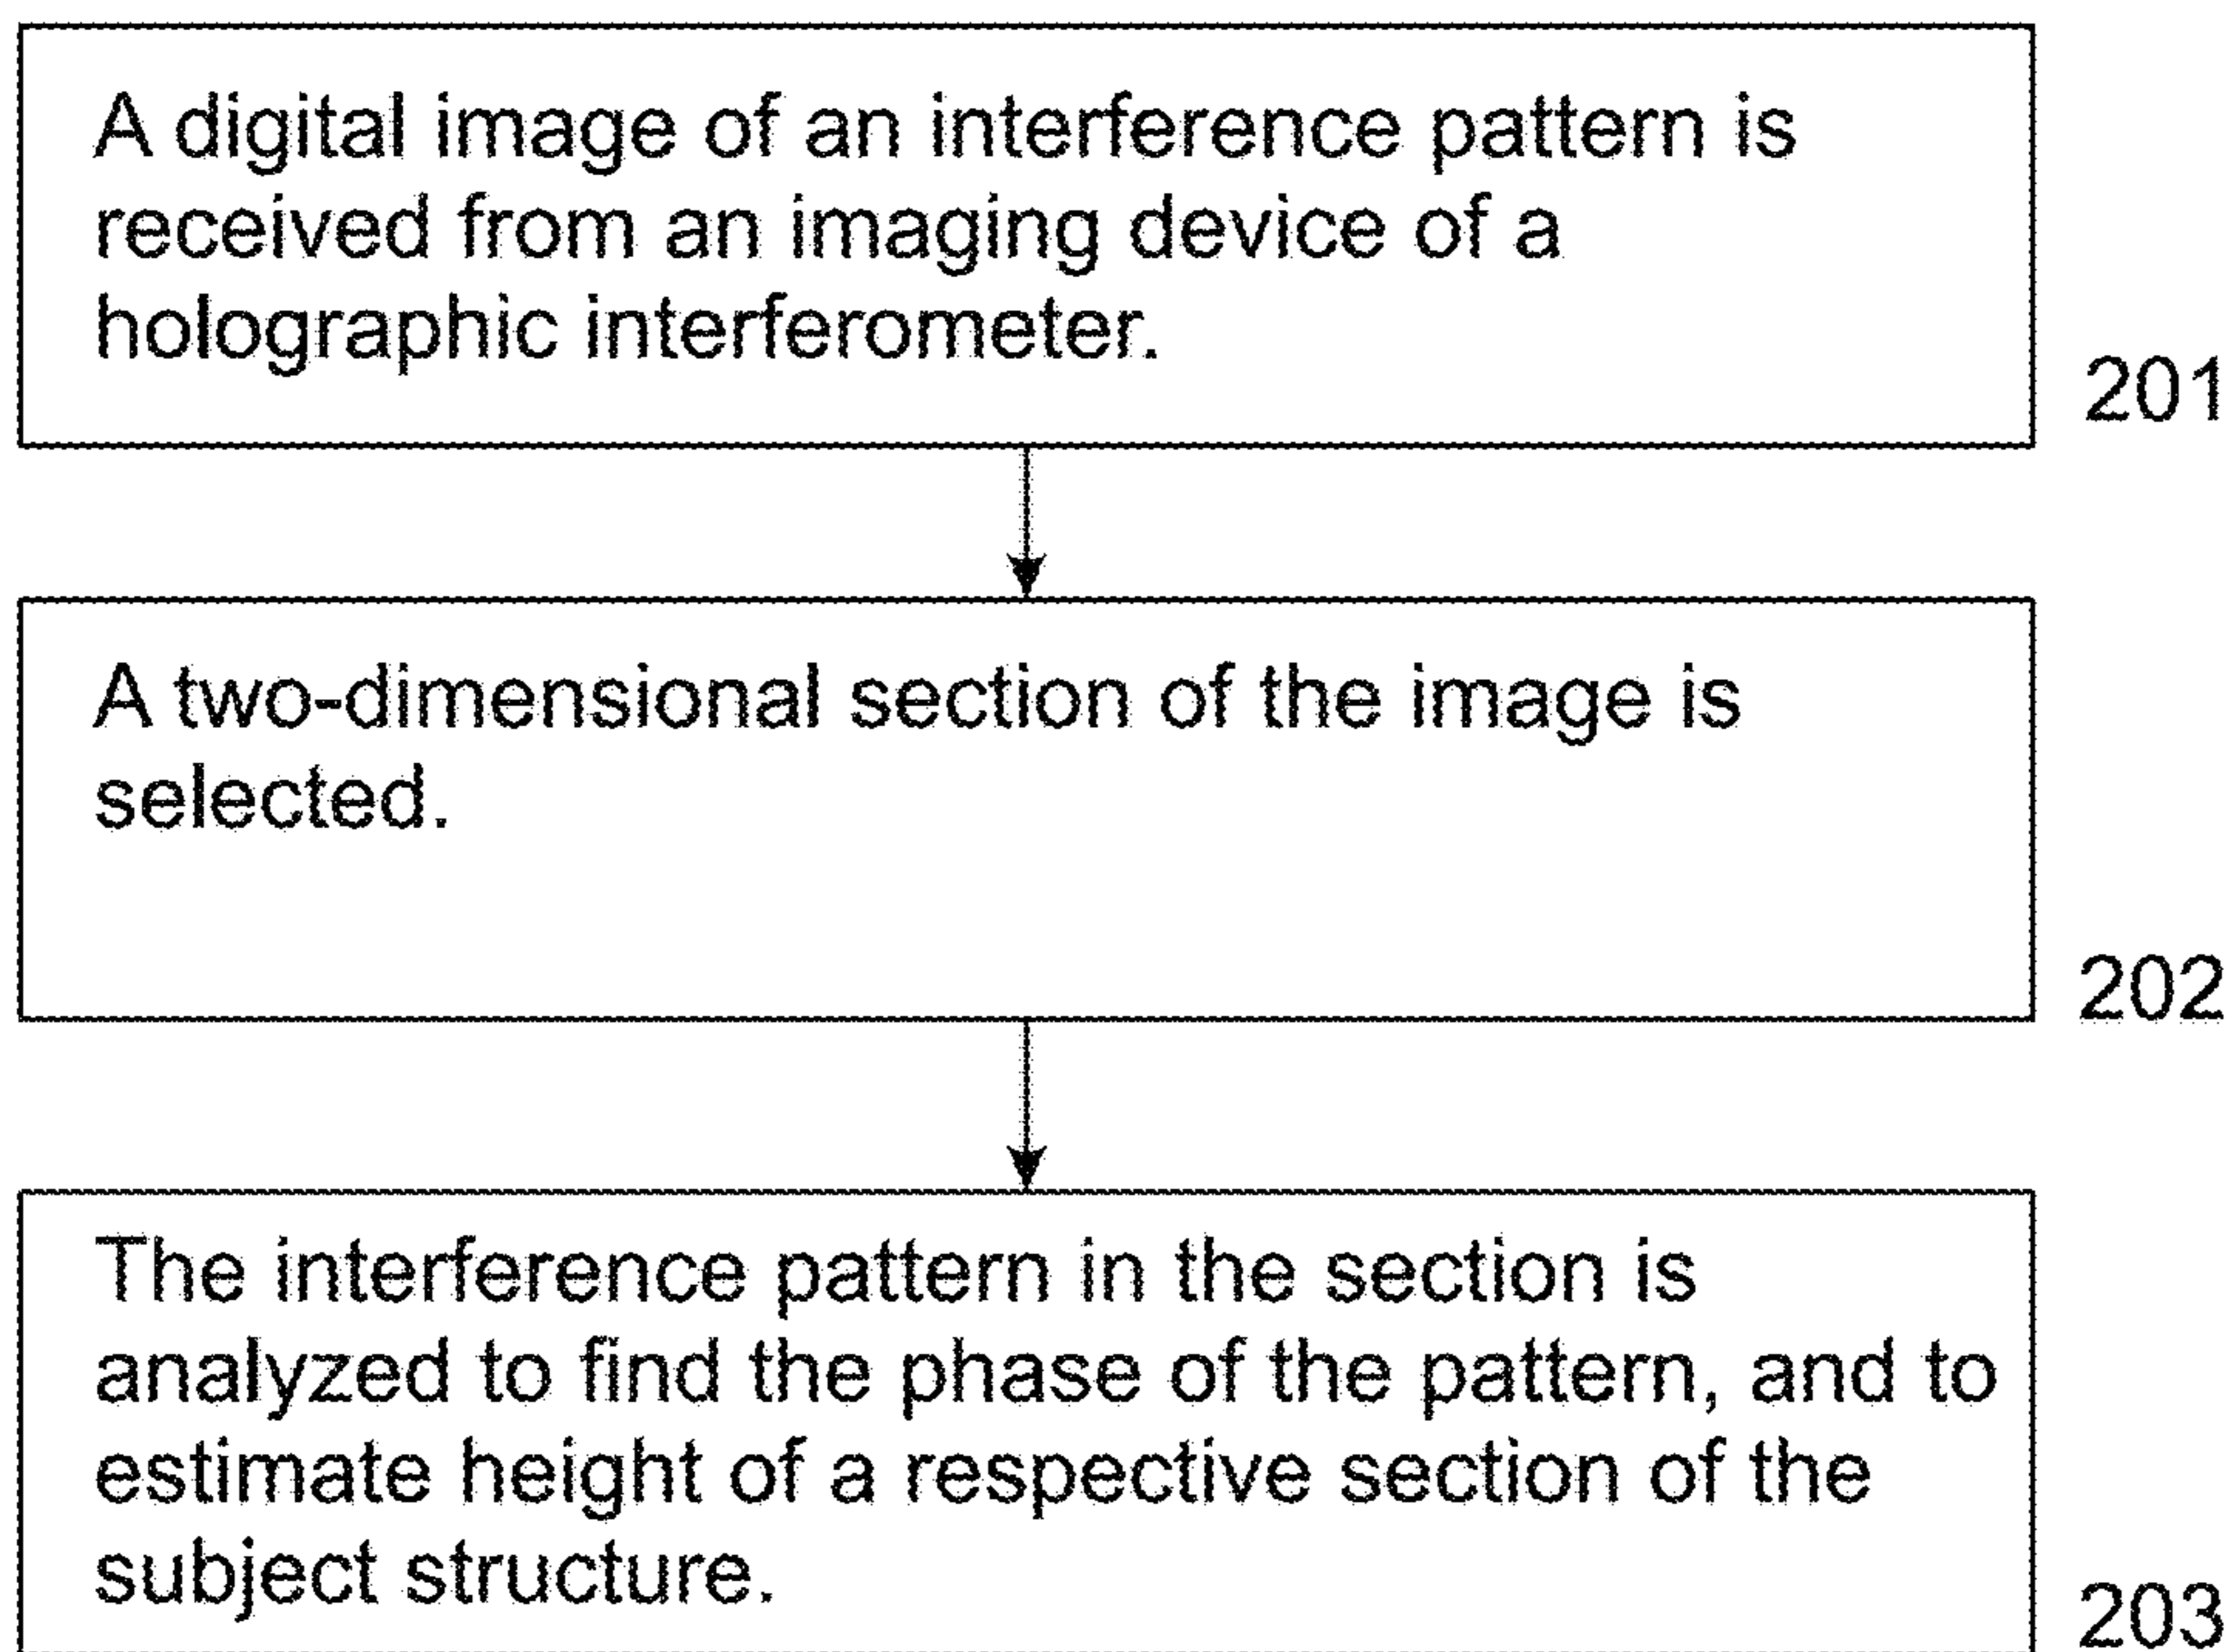 A digital image of an interference pattern is
received from an imaging device of a
holographic interferometer.
201
A two-dimensional section of the image is
selected.
202
The interference pattern in the section is
analyzed to find the phase of the pattern, and to
estimate height of a respective section of the
subject structure.
203